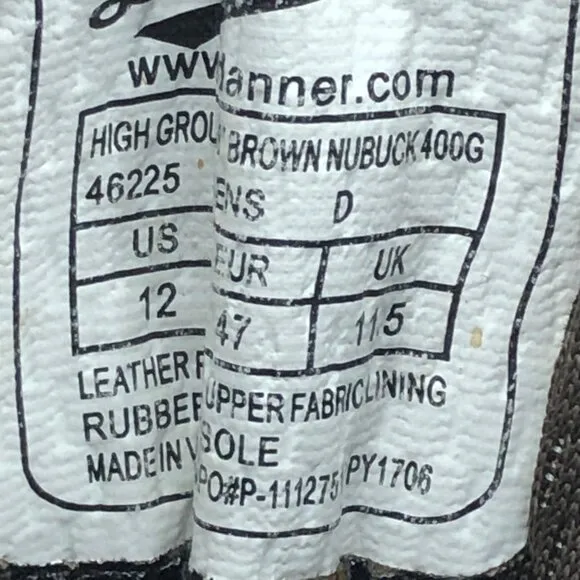 www anner.com
HIGH GROU BROWN NUBUCK 400G
46225 ENS D
US EUR UK
12 47 11.5
LEATHER F UPPER FABRIC LINING
RUBBER SOLE
MADE IN V PO#P-111275 PY1706